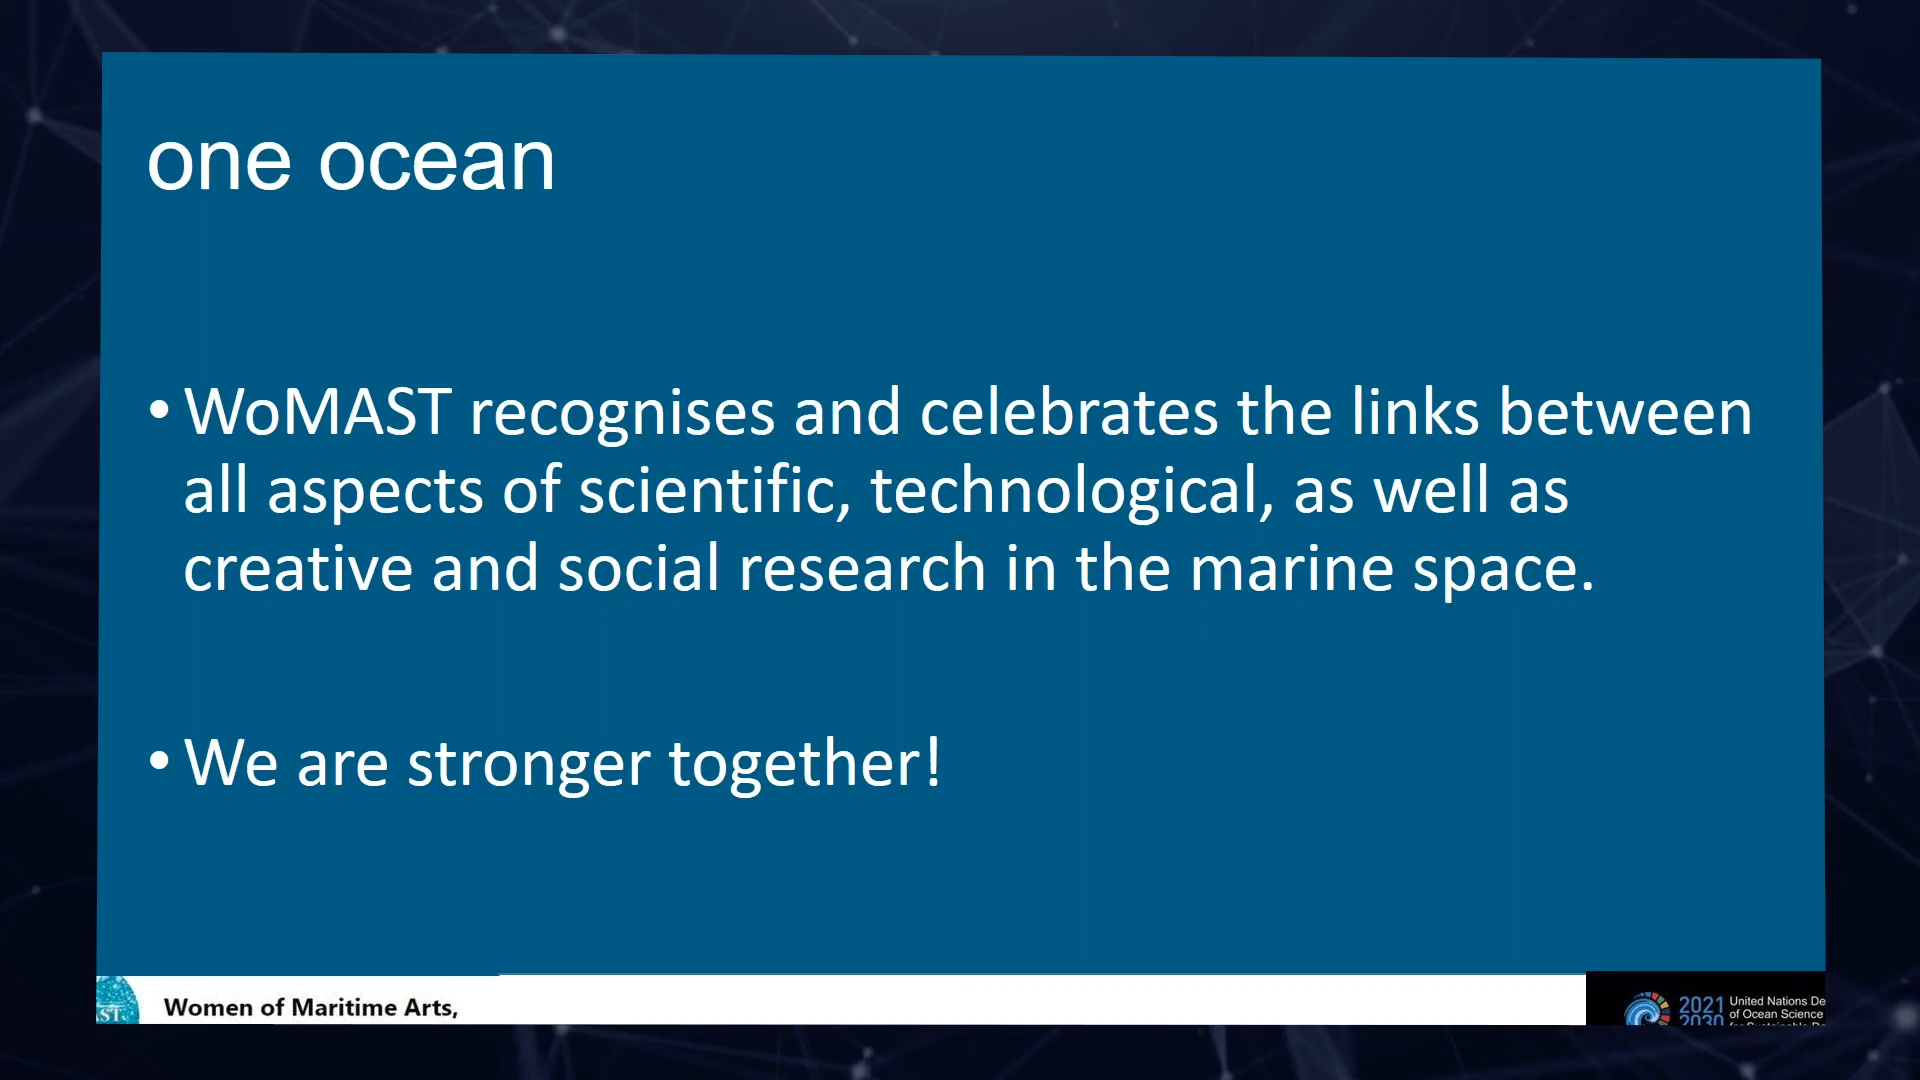 one ocean
• WoMAST recognises and celebrates the links between
all aspects of scientific, technological, as well as
creative and social research in the marine space.
• We are stronger together!
Women of Maritime Arts,
2021 United Nations De
2030 of Ocean Science